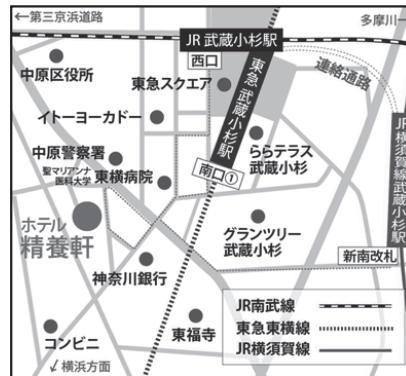 ←第三京浜道路
多摩川→
JR 武蔵小杉駅
西口
中原区役所
東急スクエア
連絡通路
東急 武蔵小杉駅
イトーヨーカドー
JR横須賀線武蔵小杉駅
中原警察署
ららテラス
武蔵小杉
聖マリアンナ
医科大学
東横病院
南口①
ホテル
精養軒
グランツリー
武蔵小杉
新南改札
神奈川銀行
JR南武線
東急東横線
JR横須賀線
東福寺
コンビニ
↙横浜方面